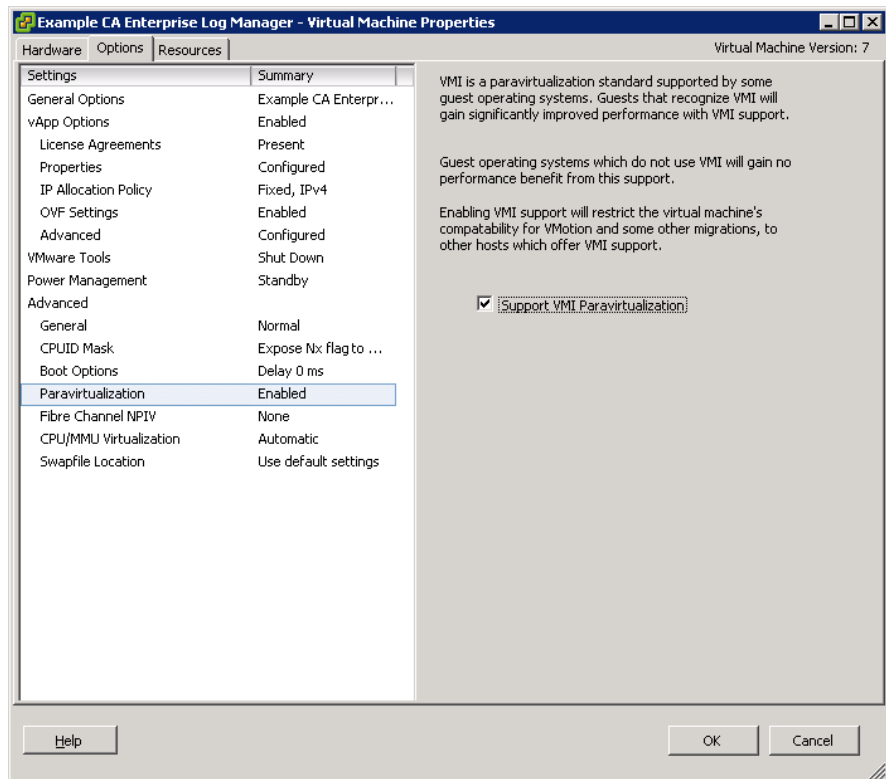 Example CA Enterprise Log Manager - Virtual Machine Properties
Hardware Options Resources Virtual Machine Version: 7
Settings Summary
General Options Example CA Enterpr...
vApp Options Enabled
License Agreements Present
Properties Configured
IP Allocation Policy Fixed, IPv4
OVF Settings Enabled
Advanced Configured
VMware Tools Shut Down
Power Management Standby
Advanced
General Normal
CPUID Mask Expose Nx flag to ...
Boot Options Delay 0 ms
Paravirtualization Enabled
Fibre Channel NPIV None
CPU/MMU Virtualization Automatic
Swapfile Location Use default settings
VMI is a paravirtualization standard supported by some
guest operating systems. Guests that recognize VMI will
gain significantly improved performance with VMI support.
Guest operating systems which do not use VMI will gain no
performance benefit from this support.
Enabling VMI support will restrict the virtual machine's
compatability for VMotion and some other migrations, to
other hosts which offer VMI support.
Support VMI Paravirtualization
Help OK Cancel